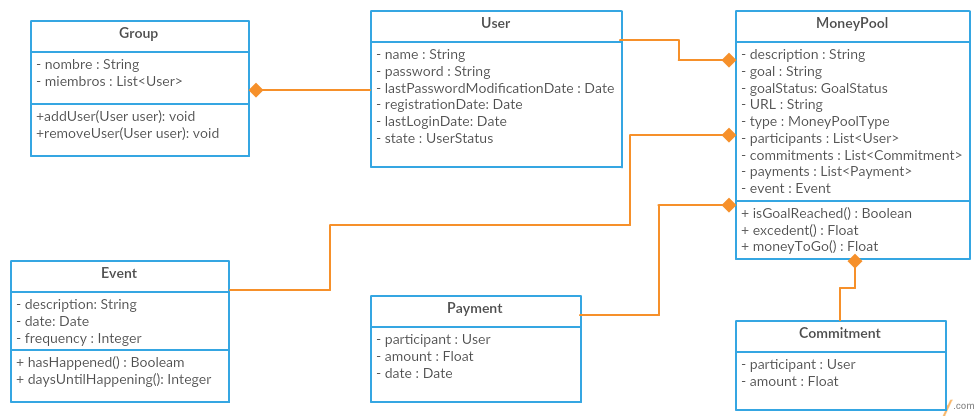 Group
- nombre : String
- miembros : List<User>
+addUser(User user): void
+removeUser(User user): void
User
- name : String
- password : String
- lastPasswordModificationDate : Date
- registrationDate: Date
- lastLoginDate: Date
- state : UserStatus
MoneyPool
- description : String
- goal : String
- goalStatus: GoalStatus
- URL : String
- type : MoneyPoolType
- participants : List<User>
- commitments : List<Commitment>
- payments : List<Payment>
- event : Event
+ isGoalReached() : Boolean
+ excedent() : Float
+ moneyToGo() : Float
Event
- description: String
- date: Date
- frequency : Integer
+ hasHappened() : Booleam
+ daysUntilHappening(): Integer
Payment
- participant : User
- amount : Float
- date : Date
Commitment
- participant : User
- amount : Float
.com